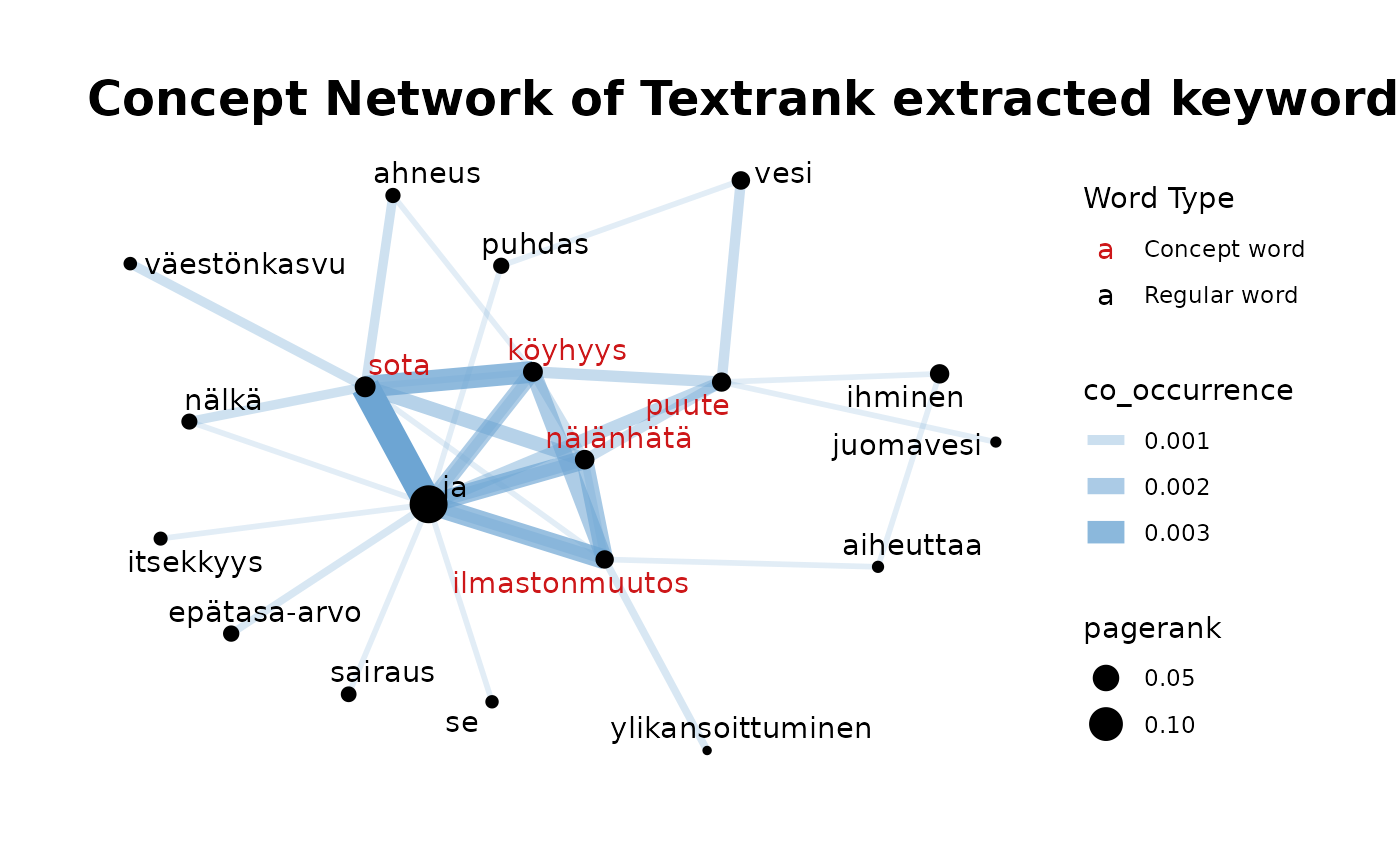 Concept Network of Textrank extracted keyword
ahneus
vesi
puhdas
väestönkasvu
sota
köyhyys
nälkä
puute
ihminen
nälänhätä
juomavesi
ja
itsekkyys
aiheuttaa
ilmastonmuutos
epätasa-arvo
sairaus
se
ylikansoittuminen
Word Type
a Concept word
a Regular word
co_occurrence
0.001
0.002
0.003
pagerank
0.05
0.10